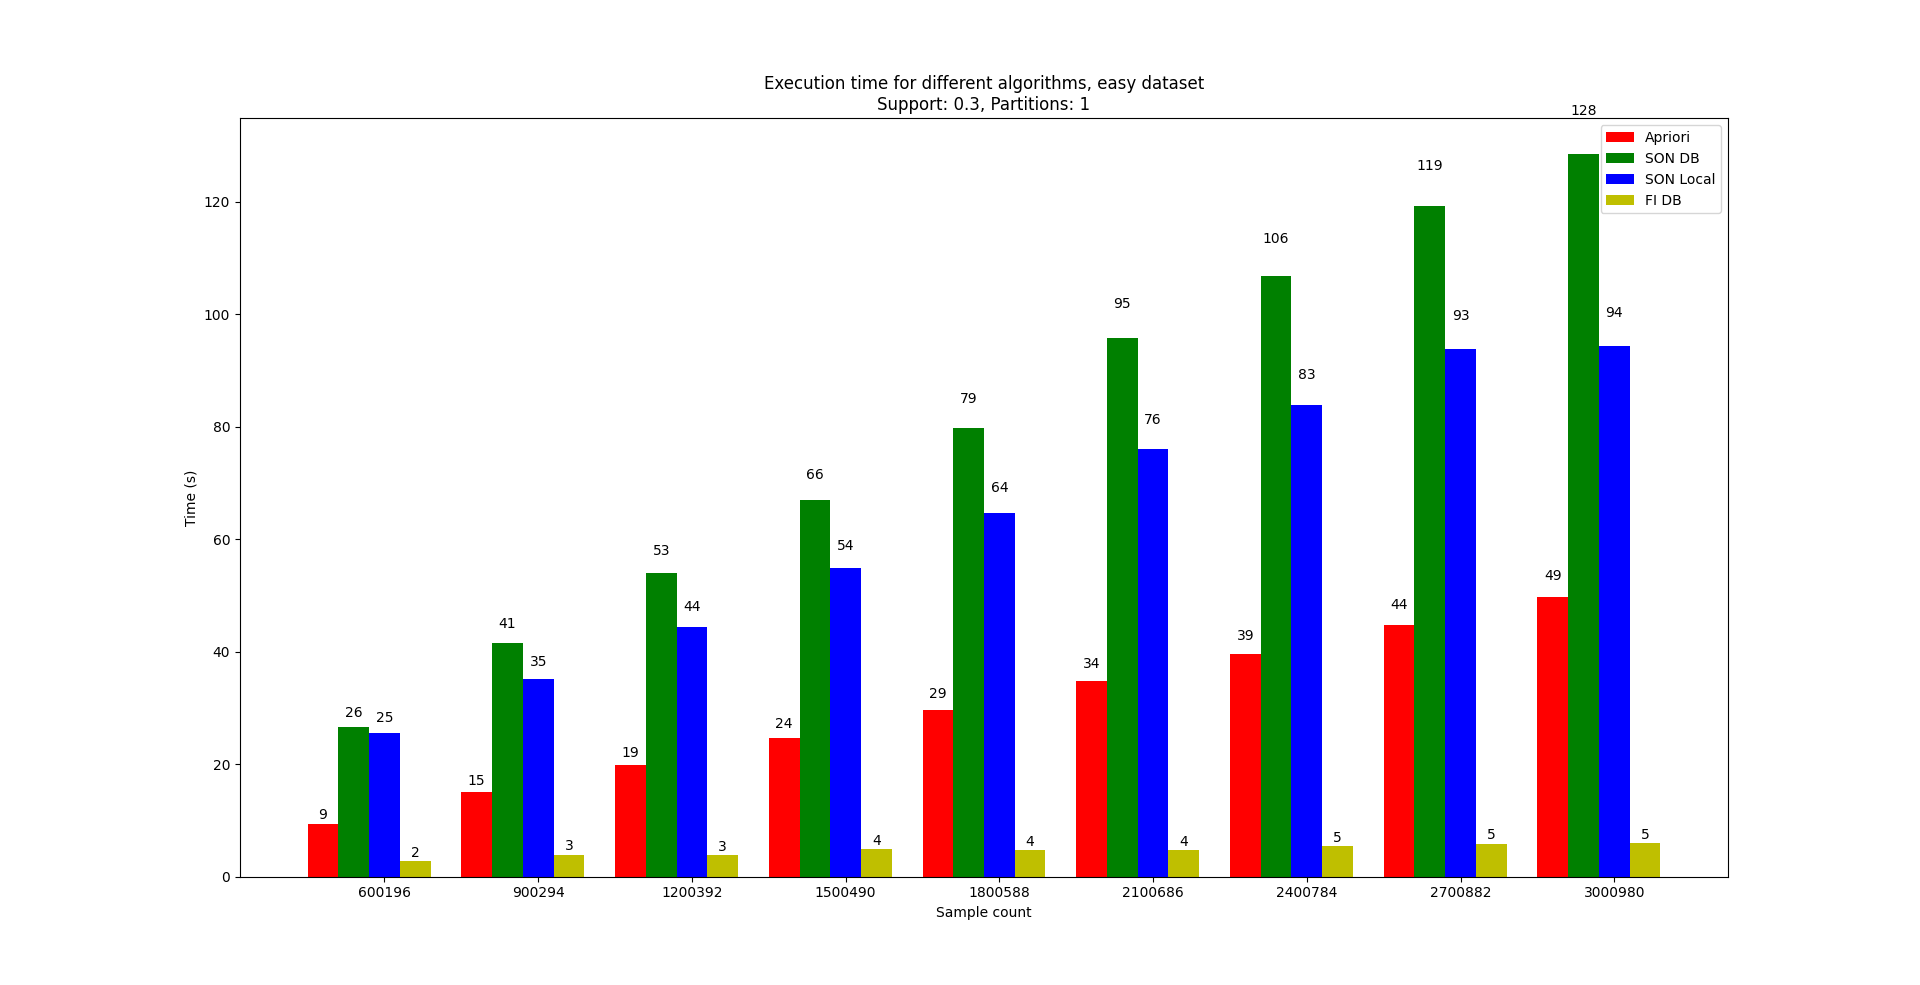 Execution time for different algorithms, easy dataset
Support: 0.3, Partitions: 1
Apriori
SON DB
SON Local
FI DB
Time (s)
120
100
80
60
40
20
0
9 26 25 2
15 41 35 3
19 53 44 3
24 66 54 4
29 79 64 4
34 95 76 4
39 106 83 5
44 119 93 5
49 128 94 5
600196 900294 1200392 1500490 1800588 2100686 2400784 2700882 3000980
Sample count